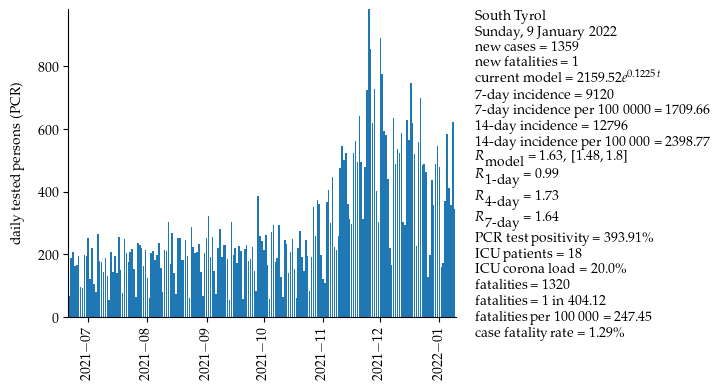 South Tyrol
Sunday, 9 January 2022
new cases = 1359
new fatalities = 1
current model = 2159.52e^0.1225 t
7-day incidence = 9120
7-day incidence per 100 0000 = 1709.66
14-day incidence = 12796
14-day incidence per 100 000 = 2398.77
R_model = 1.63, [1.48, 1.8]
R_1-day = 0.99
R_4-day = 1.73
R_7-day = 1.64
PCR test positivity = 393.91%
ICU patients = 18
ICU corona load = 20.0%
fatalities = 1320
fatalities = 1 in 404.12
fatalities per 100 000 = 247.45
case fatality rate = 1.29%
daily tested persons (PCR)
800
600
400
200
0
2021−07
2021−08
2021−09
2021−10
2021−11
2021−12
2022−01